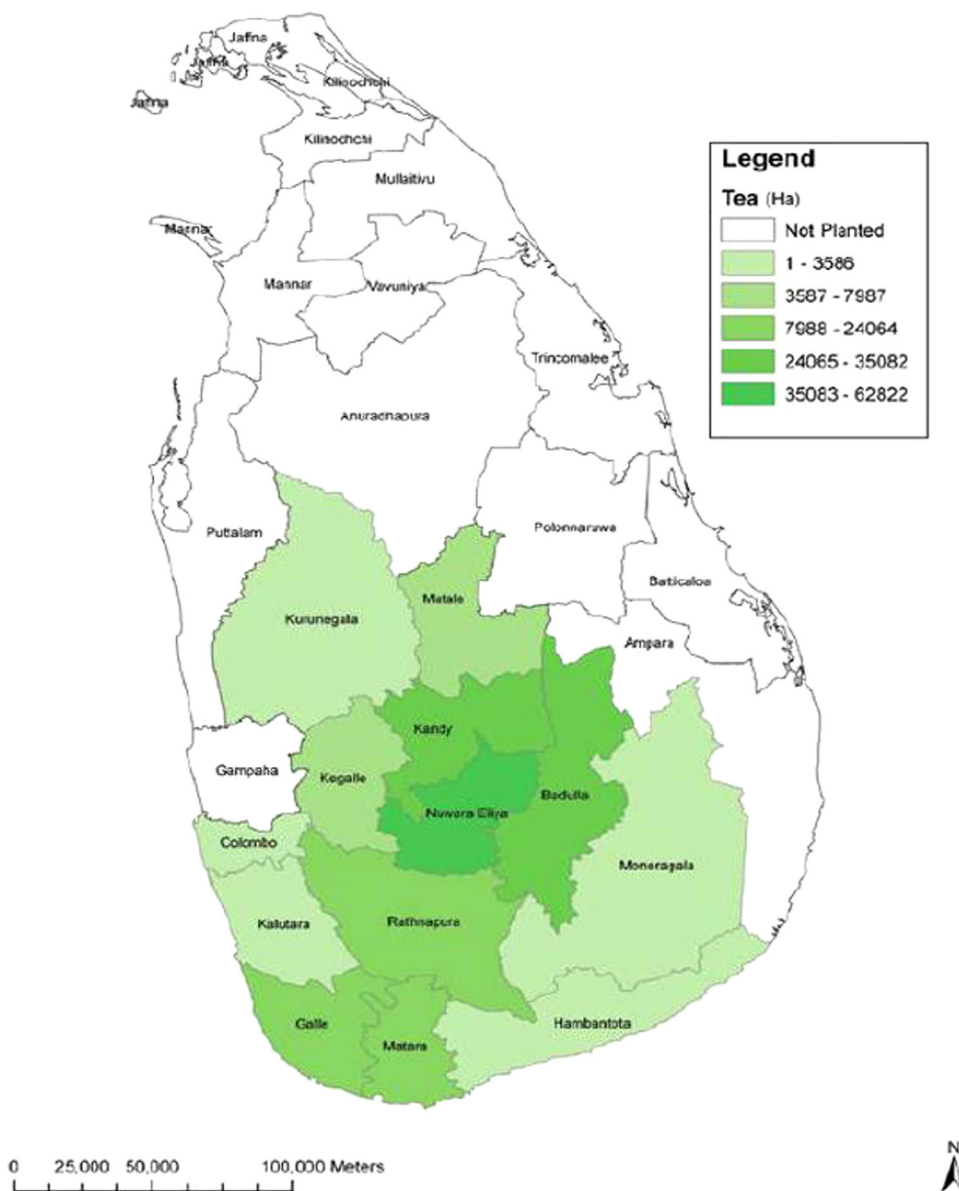 Jaffna
Jaffna
Kilinochchi
Jaffna
Kilinochchi
Mullaitivu
Mannar
Mannar
Vavuniya
Trincomalee
Anuradhapura
Puttalam
Polonnaruwa
Batticaloa
Matale
Kurunegala
Ampara
Kandy
Gampaha
Kegalle
Badulla
Nuwara Eliya
Colombo
Moneragala
Kalutara
Rathnapura
Galle
Matara
Hambantota
Legend
Tea (Ha)
Not Planted
1 - 3586
3587 - 7987
7988 - 24064
24065 - 35082
35083 - 62822
0 25,000 50,000 100,000 Meters
N